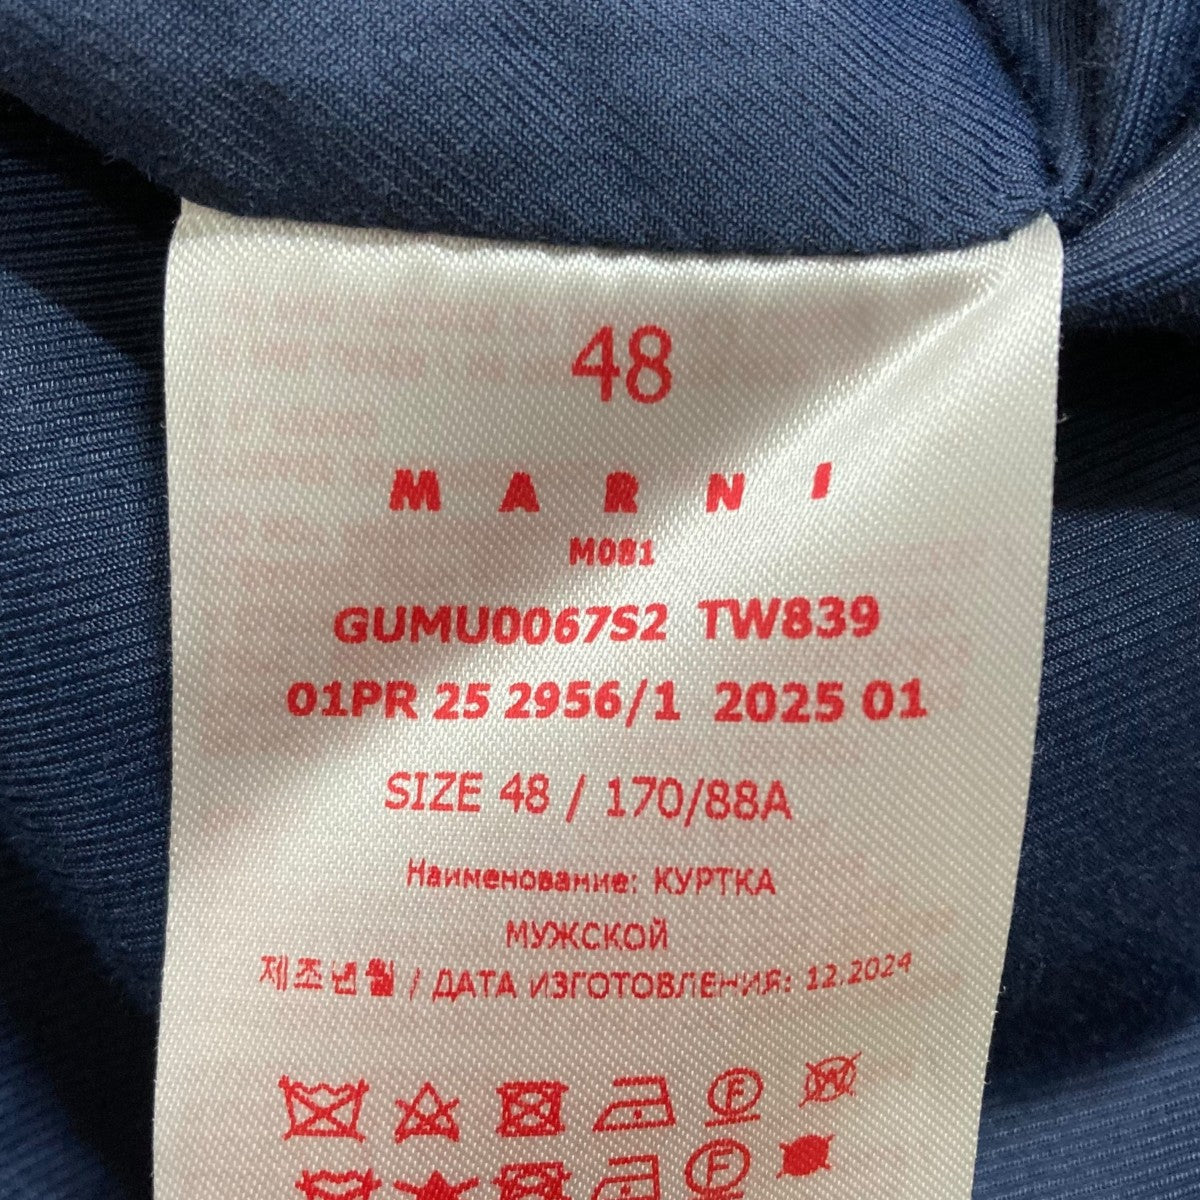 48
MARNI
M081
GUMU0067S2 TW839
01PR 25 2956/1 2025 01
SIZE 48 / 170/88A
Наименование: КУРТКА
МУЖСКОЙ
제조년월 / ДАТА ИЗГОТОВЛЕНИЯ: 12.2024
F W
F